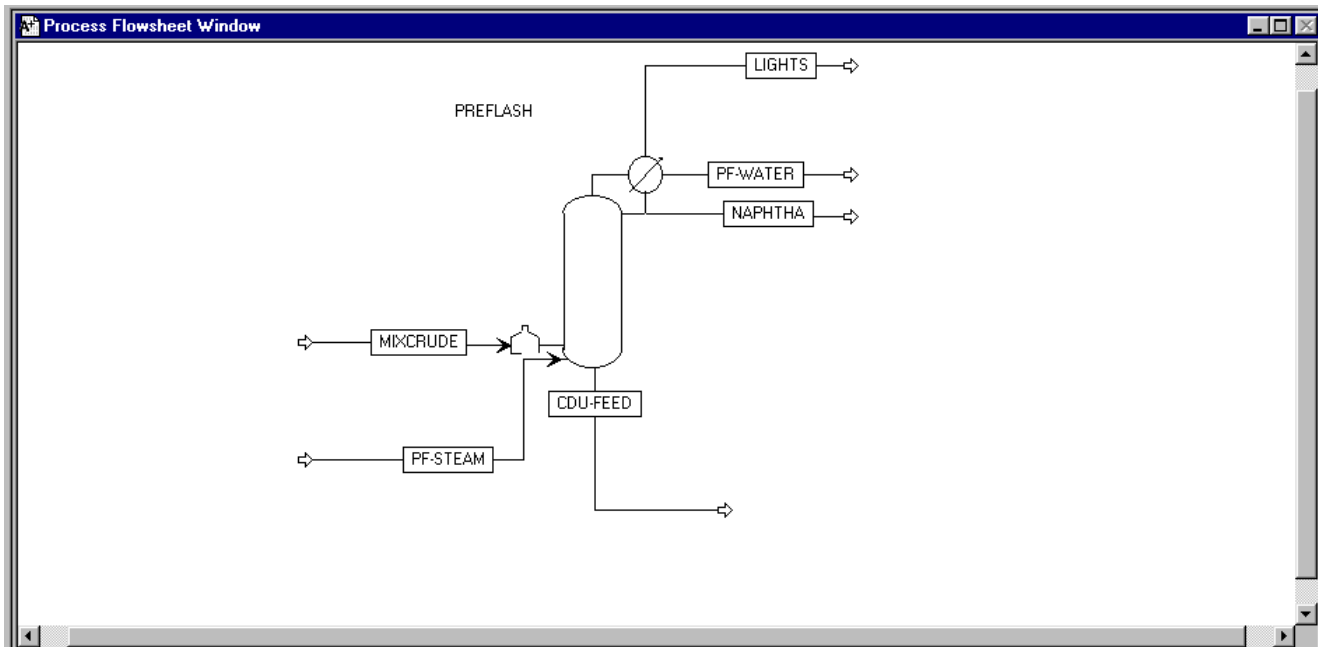 Process Flowsheet Window
LIGHTS
PREFLASH
PF-WATER
NAPHTHA
MIXCRUDE
CDU-FEED
PF-STEAM